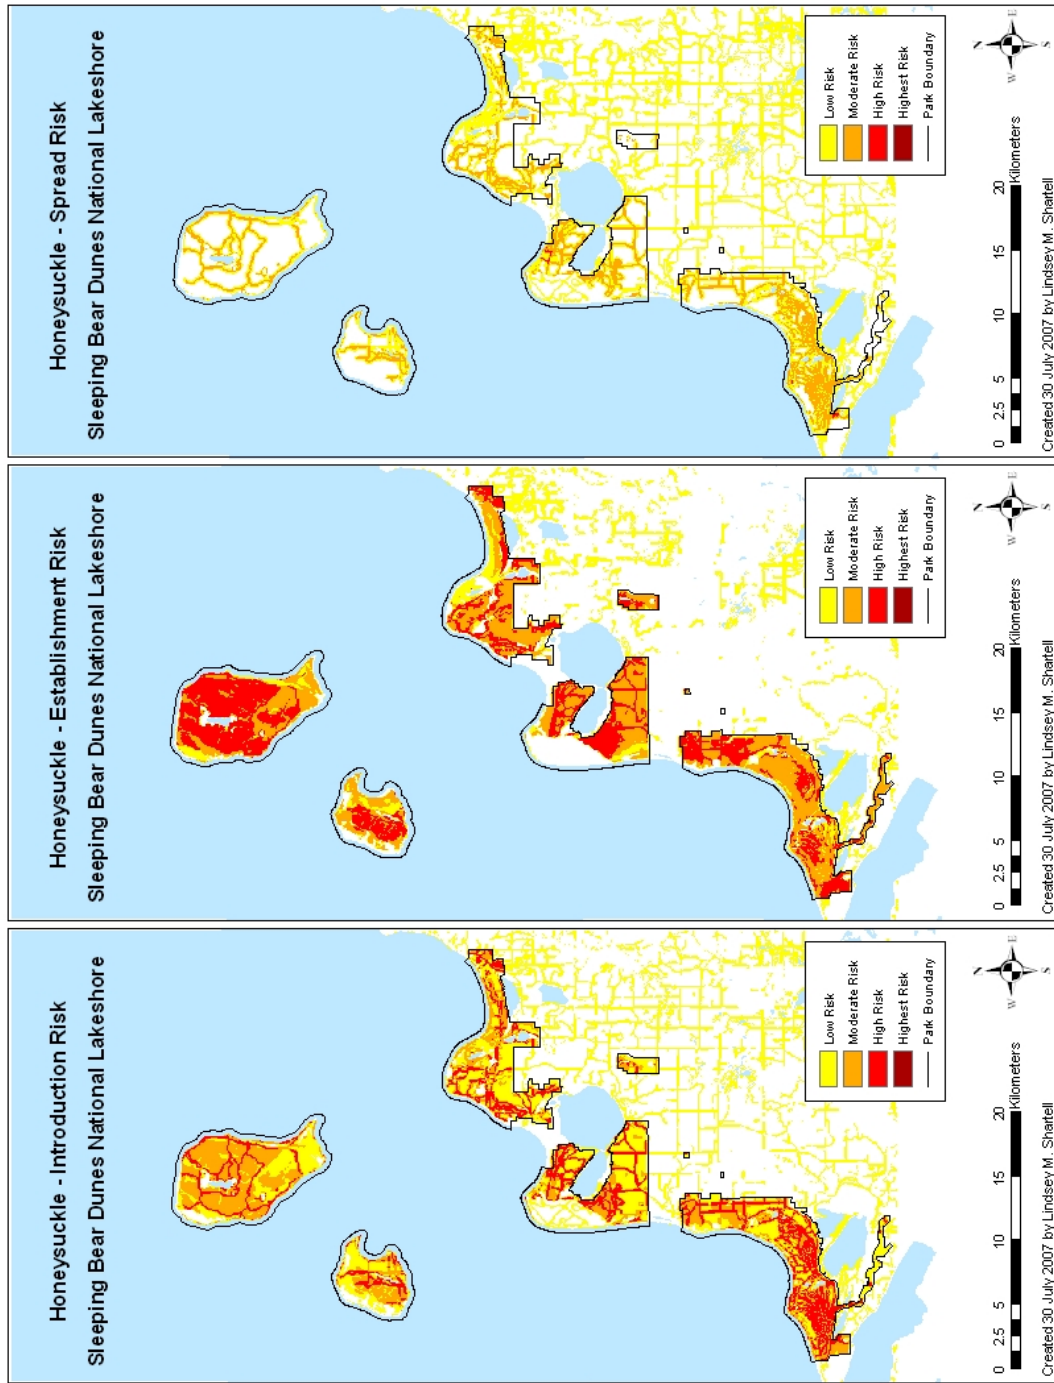 Honeysuckle - Introduction Risk
Sleeping Bear Dunes National Lakeshore
Low Risk
Moderate Risk
High Risk
Highest Risk
Park Boundary
N
W
E
S
0 2.5 5 10 15 20
Kilometers
Created 30 July 2007 by Lindsey M. Shartell
Honeysuckle - Establishment Risk
Sleeping Bear Dunes National Lakeshore
Low Risk
Moderate Risk
High Risk
Highest Risk
Park Boundary
N
W
E
S
0 2.5 5 10 15 20
Kilometers
Created 30 July 2007 by Lindsey M. Shartell
Honeysuckle - Spread Risk
Sleeping Bear Dunes National Lakeshore
Low Risk
Moderate Risk
High Risk
Highest Risk
Park Boundary
N
W
E
S
0 2.5 5 10 15 20
Kilometers
Created 30 July 2007 by Lindsey M. Shartell